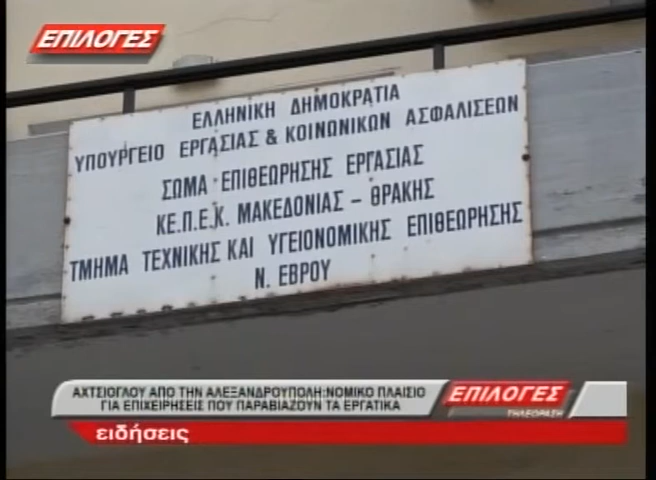 ΕΠΙΛΟΓΕΣ
ΕΛΛΗΝΙΚΗ ΔΗΜΟΚΡΑΤΙΑ
ΥΠΟΥΡΓΕΙΟ ΕΡΓΑΣΙΑΣ & ΚΟΙΝΩΝΙΚΩΝ ΑΣΦΑΛΙΣΕΩΝ
ΣΩΜΑ ΕΠΙΘΕΩΡΗΣΗΣ ΕΡΓΑΣΙΑΣ
ΚΕ.Π.Ε.Κ. ΜΑΚΕΔΟΝΙΑΣ - ΘΡΑΚΗΣ
ΤΜΗΜΑ ΤΕΧΝΙΚΗΣ ΚΑΙ ΥΓΕΙΟΝΟΜΙΚΗΣ ΕΠΙΘΕΩΡΗΣΗΣ
Ν. ΕΒΡΟΥ
ΑΧΤΣΙΟΓΛΟΥ ΑΠΟ ΤΗΝ ΑΛΕΞΑΝΔΡΟΥΠΟΛΗ:ΝΟΜΙΚΟ ΠΛΑΙΣΙΟ
ΓΙΑ ΕΠΙΧΕΙΡΗΣΕΙΣ ΠΟΥ ΠΑΡΑΒΙΑΖΟΥΝ ΤΑ ΕΡΓΑΤΙΚΑ
ΕΠΙΛΟΓΕΣ
ΤΗΛΕΟΡΑΣΗ
ειδήσεις